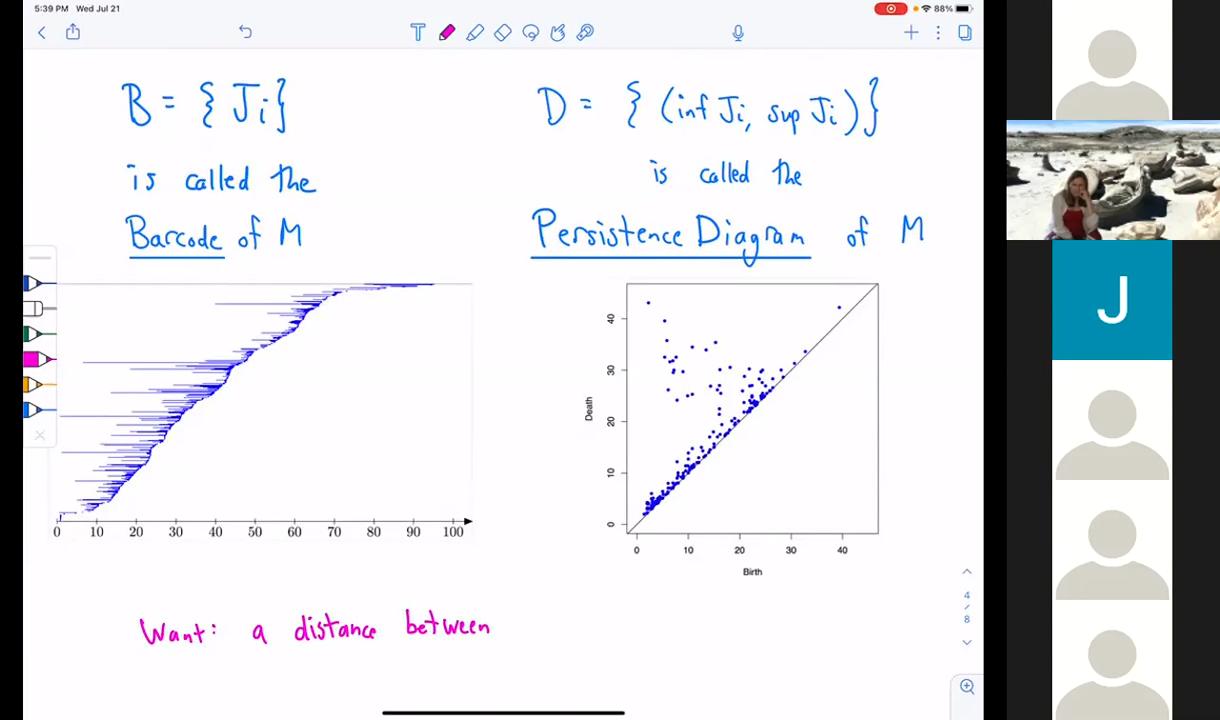 5:39 PM Wed Jul 21
88%
T
B = { Ji }
is called the
Barcode of M
D = { (inf Ji, sup Ji) }
is called the
Persistence Diagram of M
0 10 20 30 40 50 60 70 80 90 100
40
30
20
10
0
Death
0 10 20 30 40
Birth
Want: a distance between
4
/
8
J